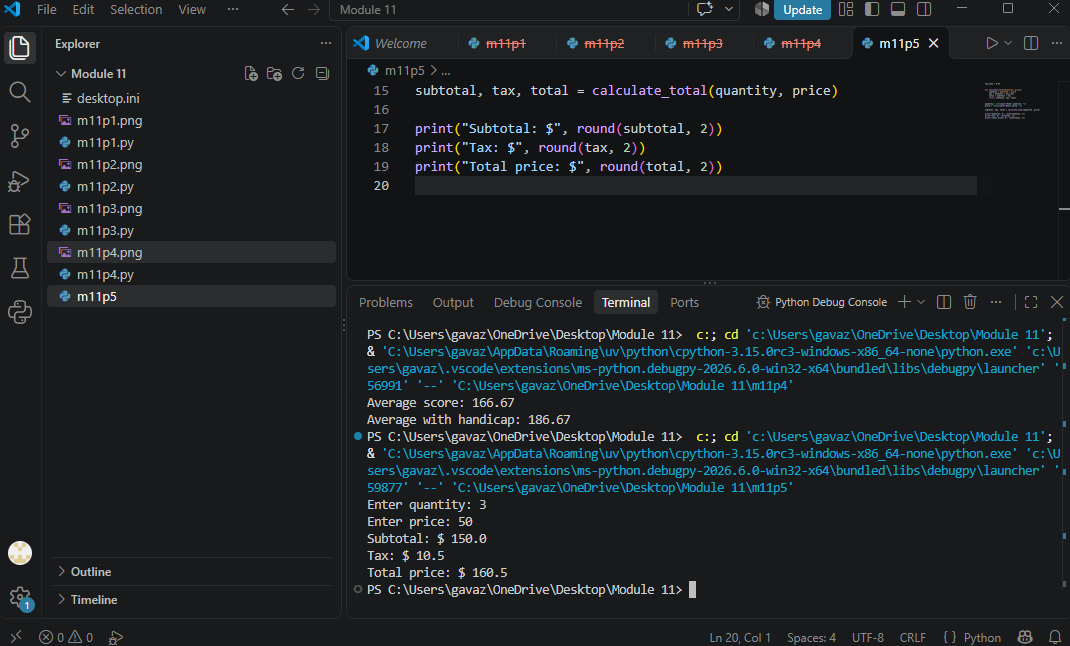 File Edit Selection View ··· Module 11 Update
Explorer ···
Module 11
desktop.ini
m11p1.png
m11p1.py
m11p2.png
m11p2.py
m11p3.png
m11p3.py
m11p4.png
m11p4.py
m11p5
Outline
Timeline
1
Welcome m11p1 m11p2 m11p3 m11p4 m11p5
m11p5 > ...
15 subtotal, tax, total = calculate_total(quantity, price)
16
17 print("Subtotal: $", round(subtotal, 2))
18 print("Tax: $", round(tax, 2))
19 print("Total price: $", round(total, 2))
20
Problems Output Debug Console Terminal Ports Python Debug Console
PS C:\Users\gavaz\OneDrive\Desktop\Module 11> c:; cd 'c:\Users\gavaz\OneDrive\Desktop\Module 11';
& 'C:\Users\gavaz\AppData\Roaming\uv\python\cpython-3.15.0rc3-windows-x86_64-none\python.exe' 'c:\U
sers\gavaz\.vscode\extensions\ms-python.debugpy-2026.6.0-win32-x64\bundled\libs\debugpy\launcher' '
56991' '--' 'C:\Users\gavaz\OneDrive\Desktop\Module 11\m11p4'
Average score: 166.67
Average with handicap: 186.67
PS C:\Users\gavaz\OneDrive\Desktop\Module 11> c:; cd 'c:\Users\gavaz\OneDrive\Desktop\Module 11';
& 'C:\Users\gavaz\AppData\Roaming\uv\python\cpython-3.15.0rc3-windows-x86_64-none\python.exe' 'c:\U
sers\gavaz\.vscode\extensions\ms-python.debugpy-2026.6.0-win32-x64\bundled\libs\debugpy\launcher' '
59877' '--' 'C:\Users\gavaz\OneDrive\Desktop\Module 11\m11p5'
Enter quantity: 3
Enter price: 50
Subtotal: $ 150.0
Tax: $ 10.5
Total price: $ 160.5
PS C:\Users\gavaz\OneDrive\Desktop\Module 11>
0 0 Ln 20, Col 1 Spaces: 4 UTF-8 CRLF { } Python